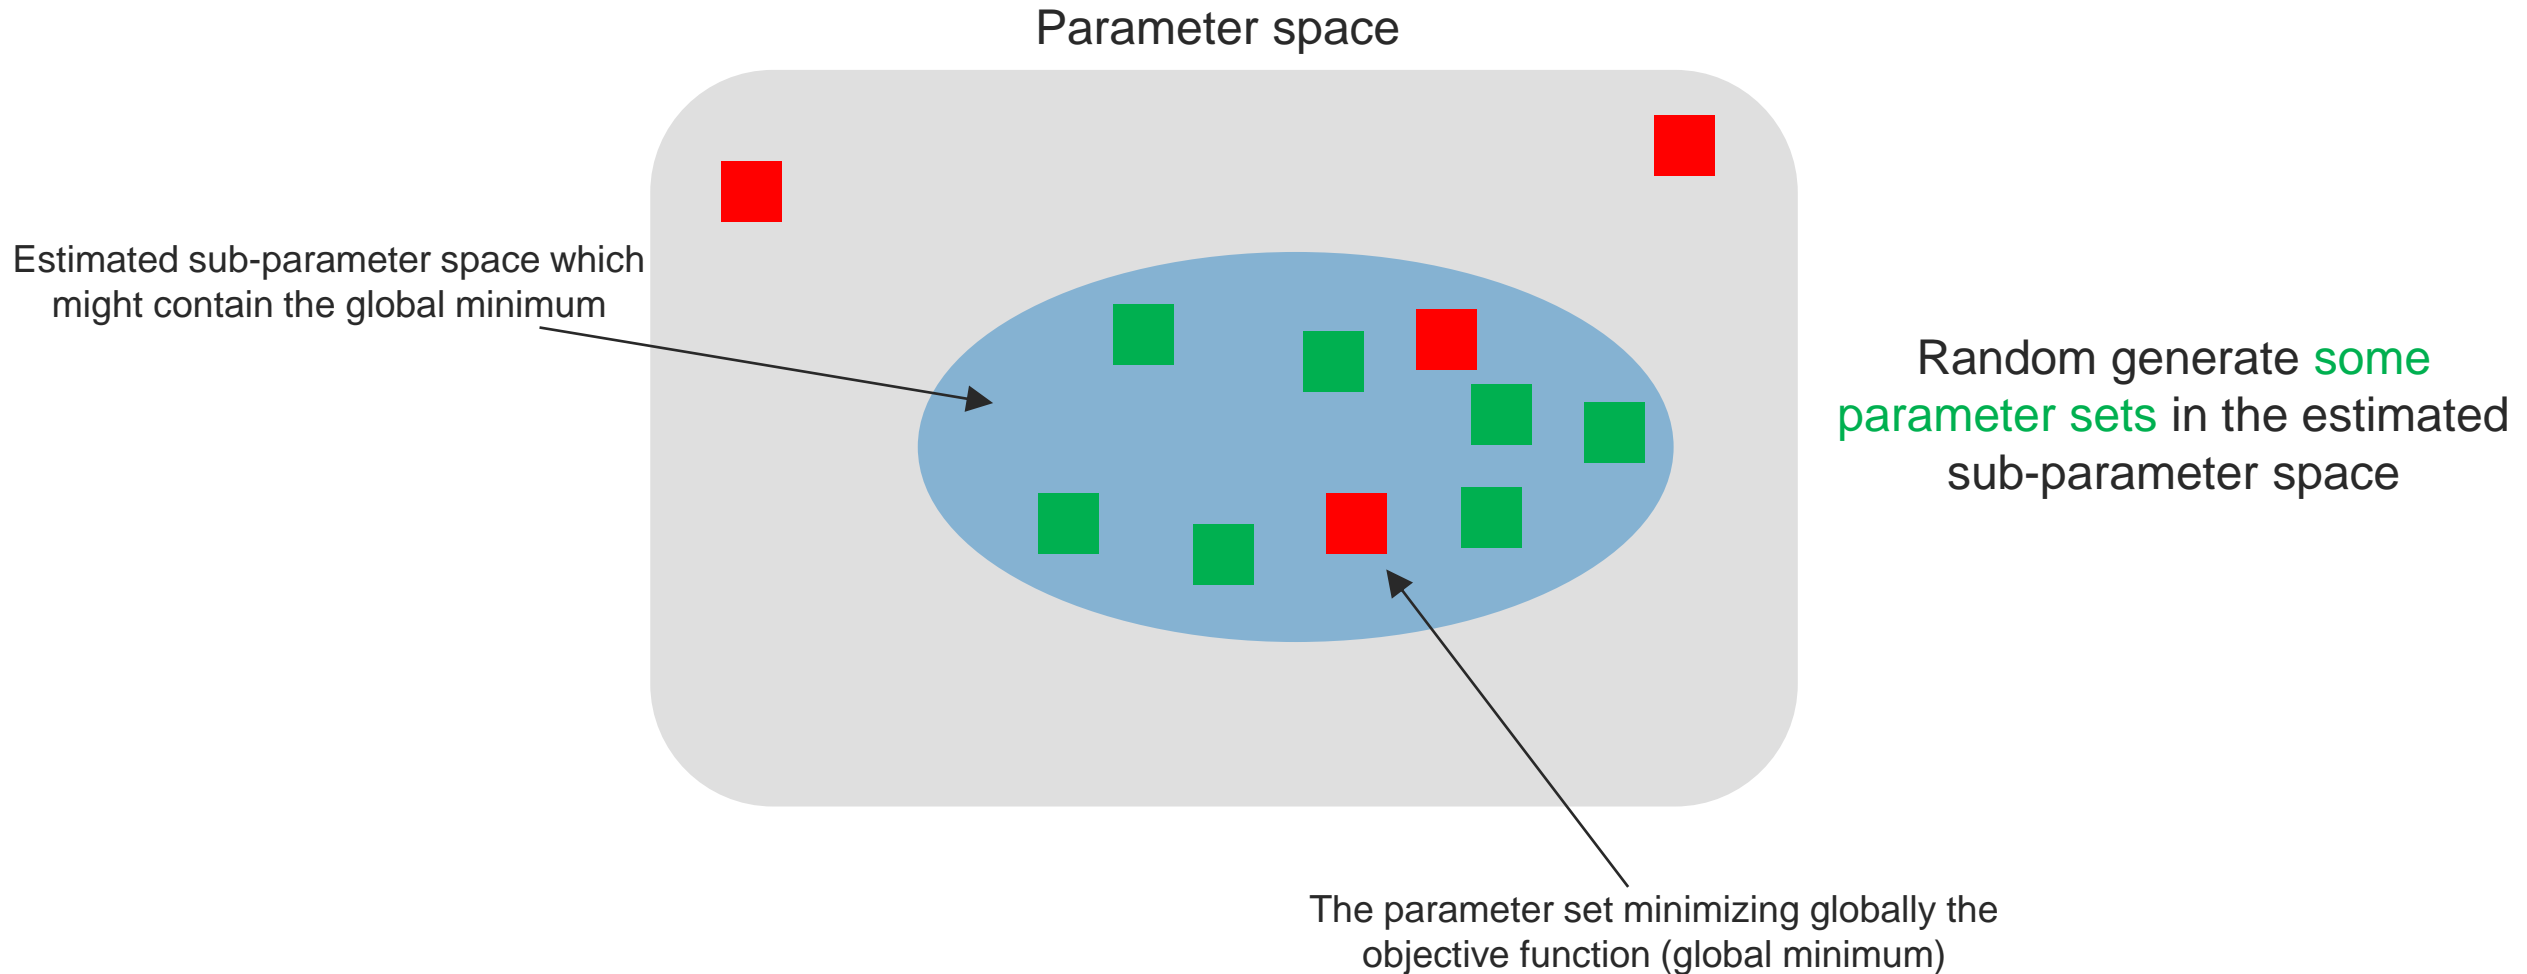 Parameter space
Estimated sub-parameter space which
might contain the global minimum
Random generate some
parameter sets in the estimated
sub-parameter space
The parameter set minimizing globally the
objective function (global minimum)